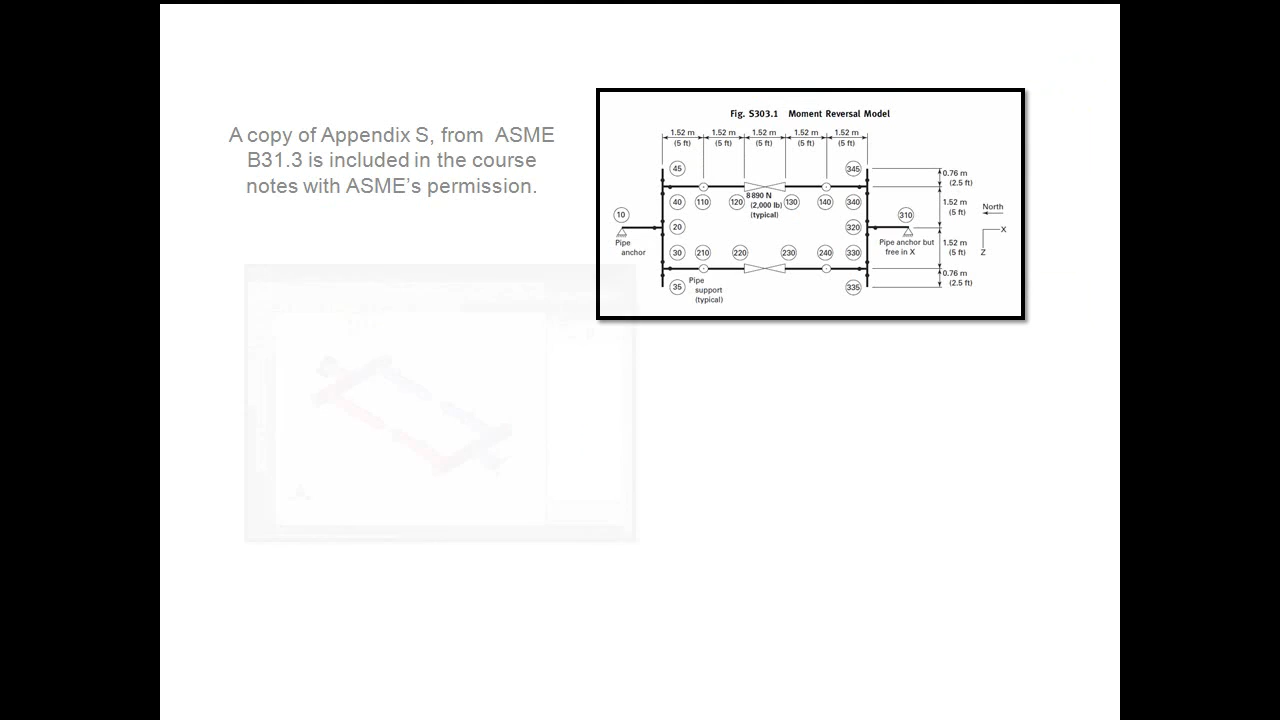 A copy of Appendix S, from ASME
B31.3 is included in the course
notes with ASME's permission.
Fig. S303.1 Moment Reversal Model
1.52 m 1.52 m 1.52 m 1.52 m 1.52 m
(5 ft) (5 ft) (5 ft) (5 ft) (5 ft)
45 345
0.76 m
(2.5 ft)
8 890 N
(2,000 lb)
(typical)
40 110 120 130 140 340
1.52 m
(5 ft)
North
X
Z
10 310
20 320
Pipe
anchor
Pipe anchor but
free in X
1.52 m
(5 ft)
30 210 220 230 240 330
0.76 m
(2.5 ft)
35 335
Pipe
support
(typical)